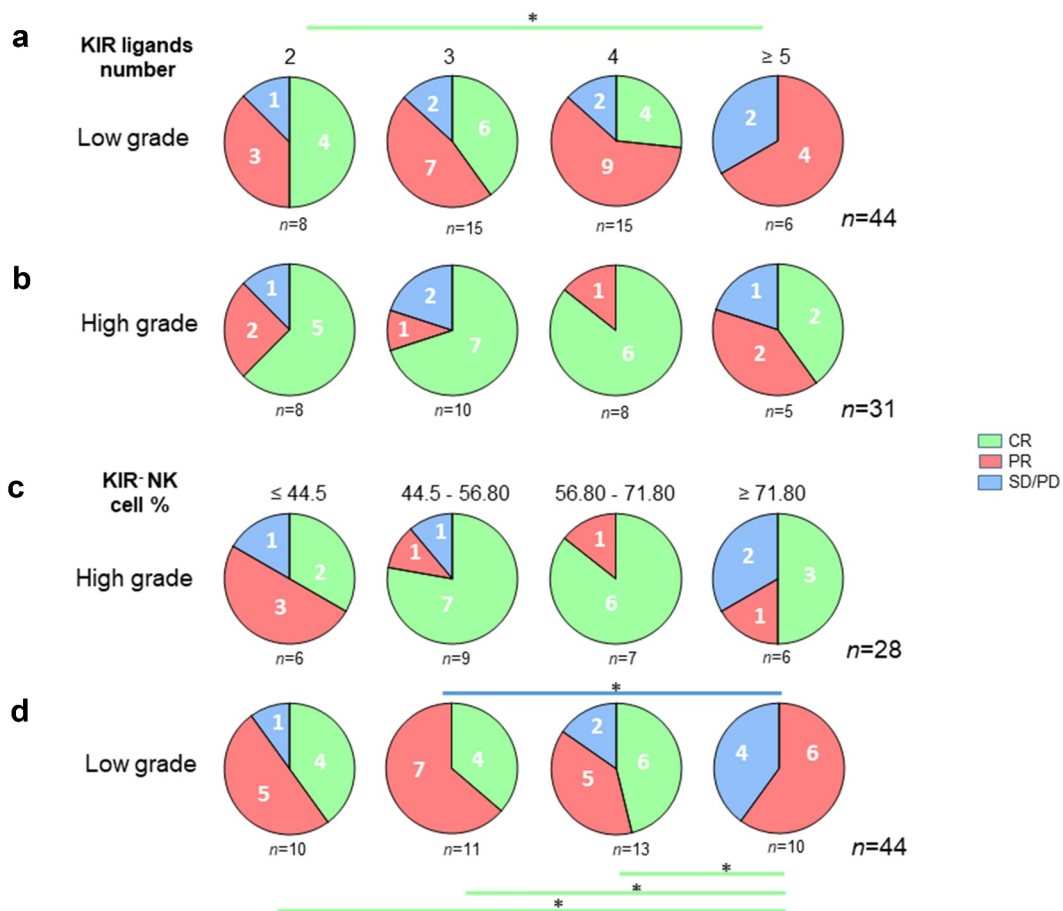 *
a
KIR ligands
number
2 3 4 ≥ 5
Low grade
1 4 3
2 6 7
2 4 9
2 4
n=8 n=15 n=15 n=6
n=44
b
High grade
1 5 2
2 1 7
1 6
1 2 2
n=8 n=10 n=8 n=5
n=31
CR
PR
SD/PD
c
KIR- NK
cell %
≤ 44.5 44.5 - 56.80 56.80 - 71.80 ≥ 71.80
High grade
1 2 3
1 1 7
1 6
2 3 1
n=6 n=9 n=7 n=6
n=28
*
d
Low grade
1 4 5
7 4
2 6 5
4 6
n=10 n=11 n=13 n=10
n=44
*
*
*